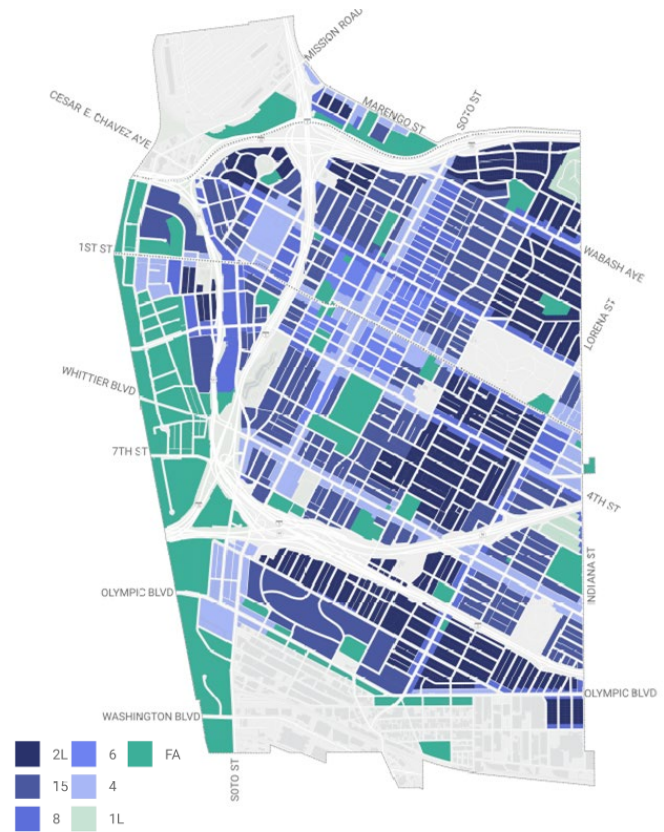 MISSION ROAD
MARENGO ST
SOTO ST
CESAR E. CHAVEZ AVE
1ST ST
WABASH AVE
LORENA ST
WHITTIER BLVD
7TH ST
4TH ST
INDIANA ST
OLYMPIC BLVD
OLYMPIC BLVD
WASHINGTON BLVD
SOTO ST
2L 6 FA
15 4
8 1L